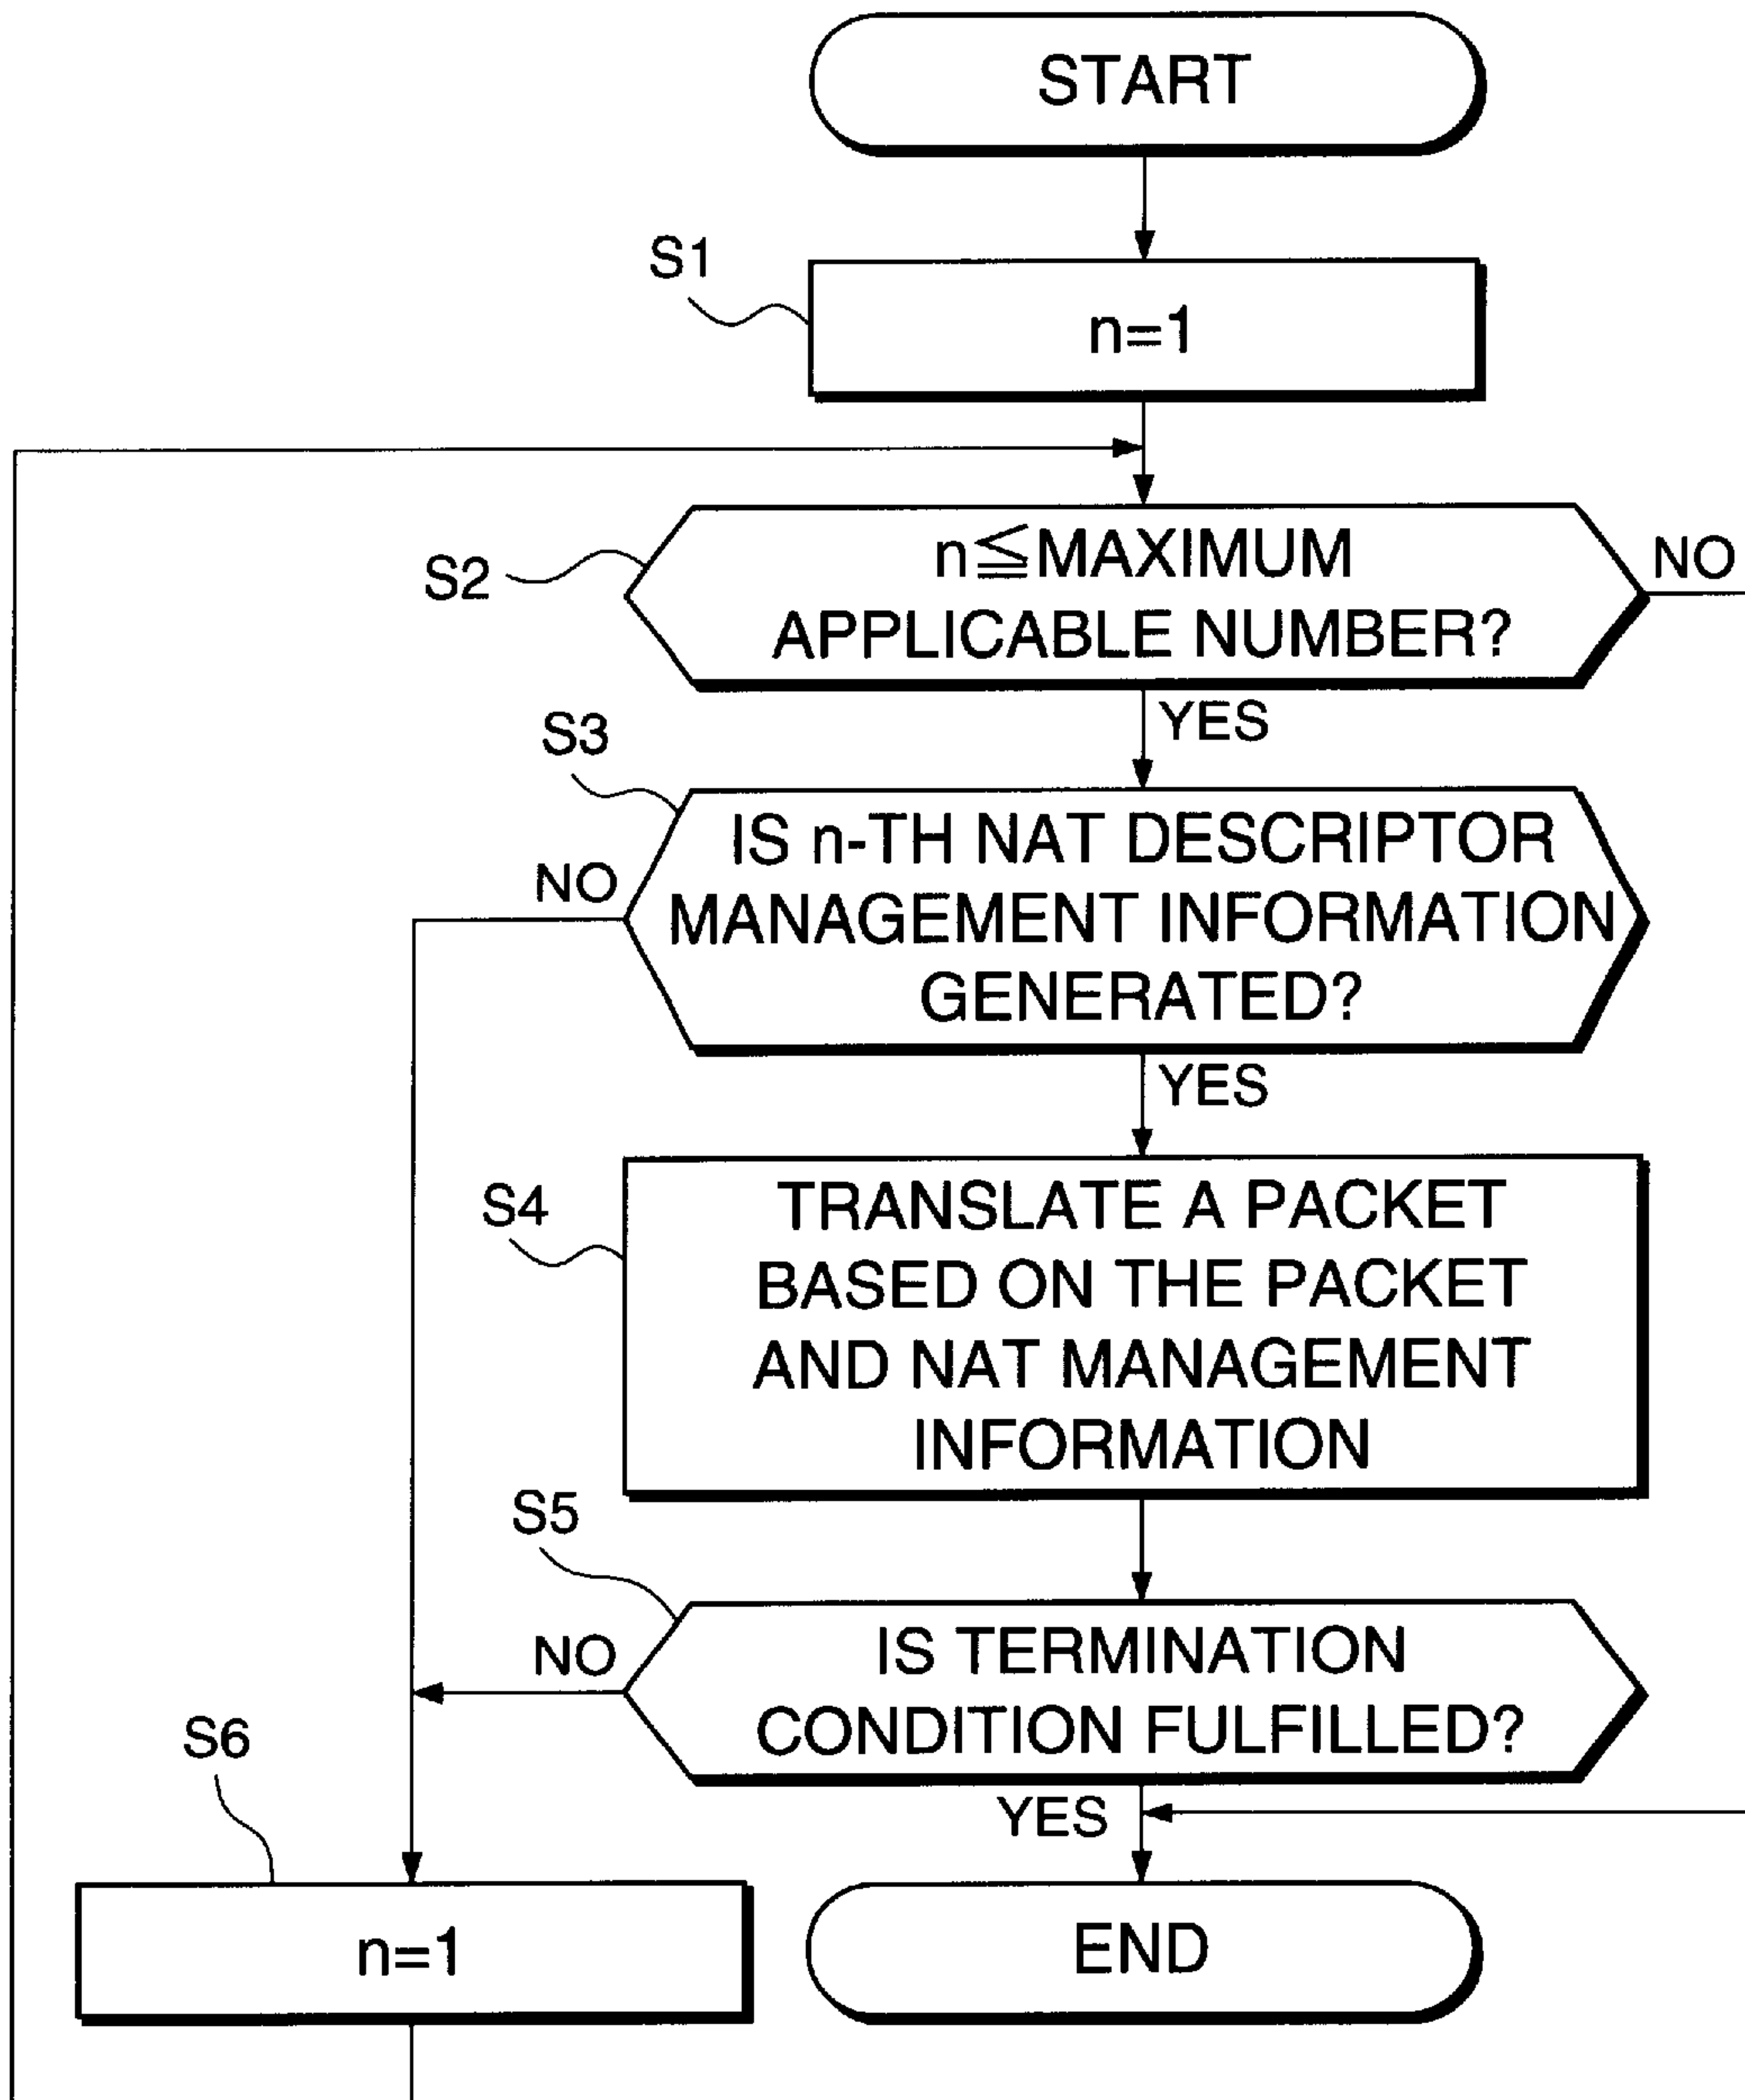 START
S1
n=1
S2
n≦MAXIMUM
APPLICABLE NUMBER?
NO
YES
S3
IS n-TH NAT DESCRIPTOR
MANAGEMENT INFORMATION
GENERATED?
NO
YES
S4
TRANSLATE A PACKET
BASED ON THE PACKET
AND NAT MANAGEMENT
INFORMATION
S5
IS TERMINATION
CONDITION FULFILLED?
NO
YES
S6
n=1
END